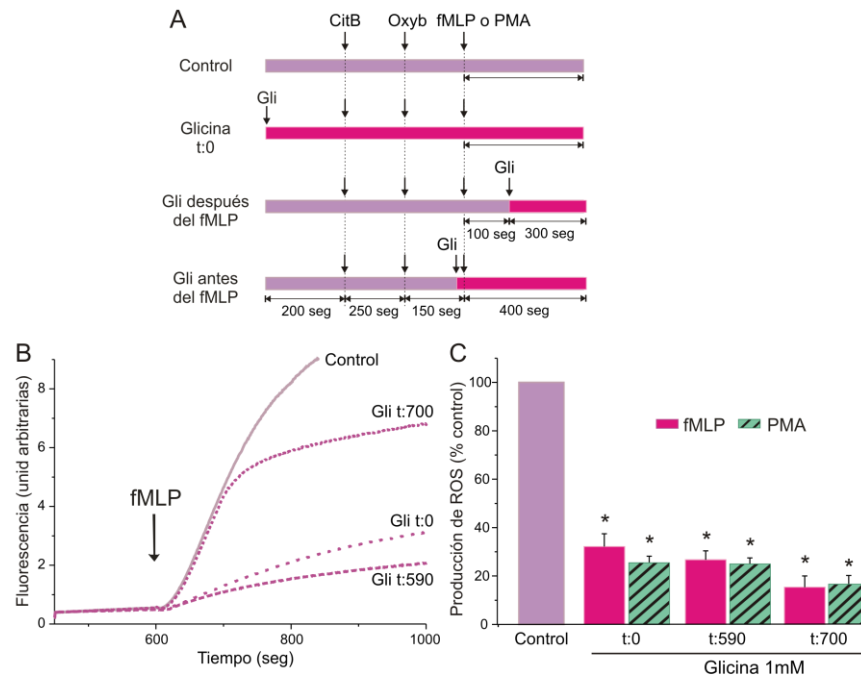 A
CitB Oxyb fMLP o PMA
Control
Gli
Glicina
t:0
Gli
Gli después
del fMLP
100 seg 300 seg
Gli
Gli antes
del fMLP
200 seg 250 seg 150 seg 400 seg
B
Fluorescencia (unid arbitrarias)
8
6
4
2
0
Control
Gli t:700
fMLP
Gli t:0
Gli t:590
600 800 1000
Tiempo (seg)
C
Producción de ROS (% control)
100
80
60
40
20
0
fMLP PMA
* * * * * *
Control t:0 t:590 t:700
Glicina 1mM